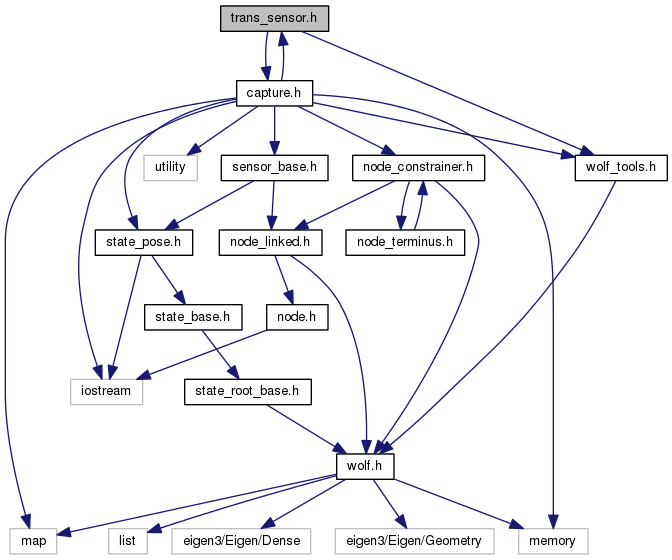 trans_sensor.h
capture.h
utility
sensor_base.h
node_constrainer.h
wolf_tools.h
state_pose.h
node_linked.h
node_terminus.h
state_base.h
node.h
iostream
state_root_base.h
wolf.h
map
list
eigen3/Eigen/Dense
eigen3/Eigen/Geometry
memory